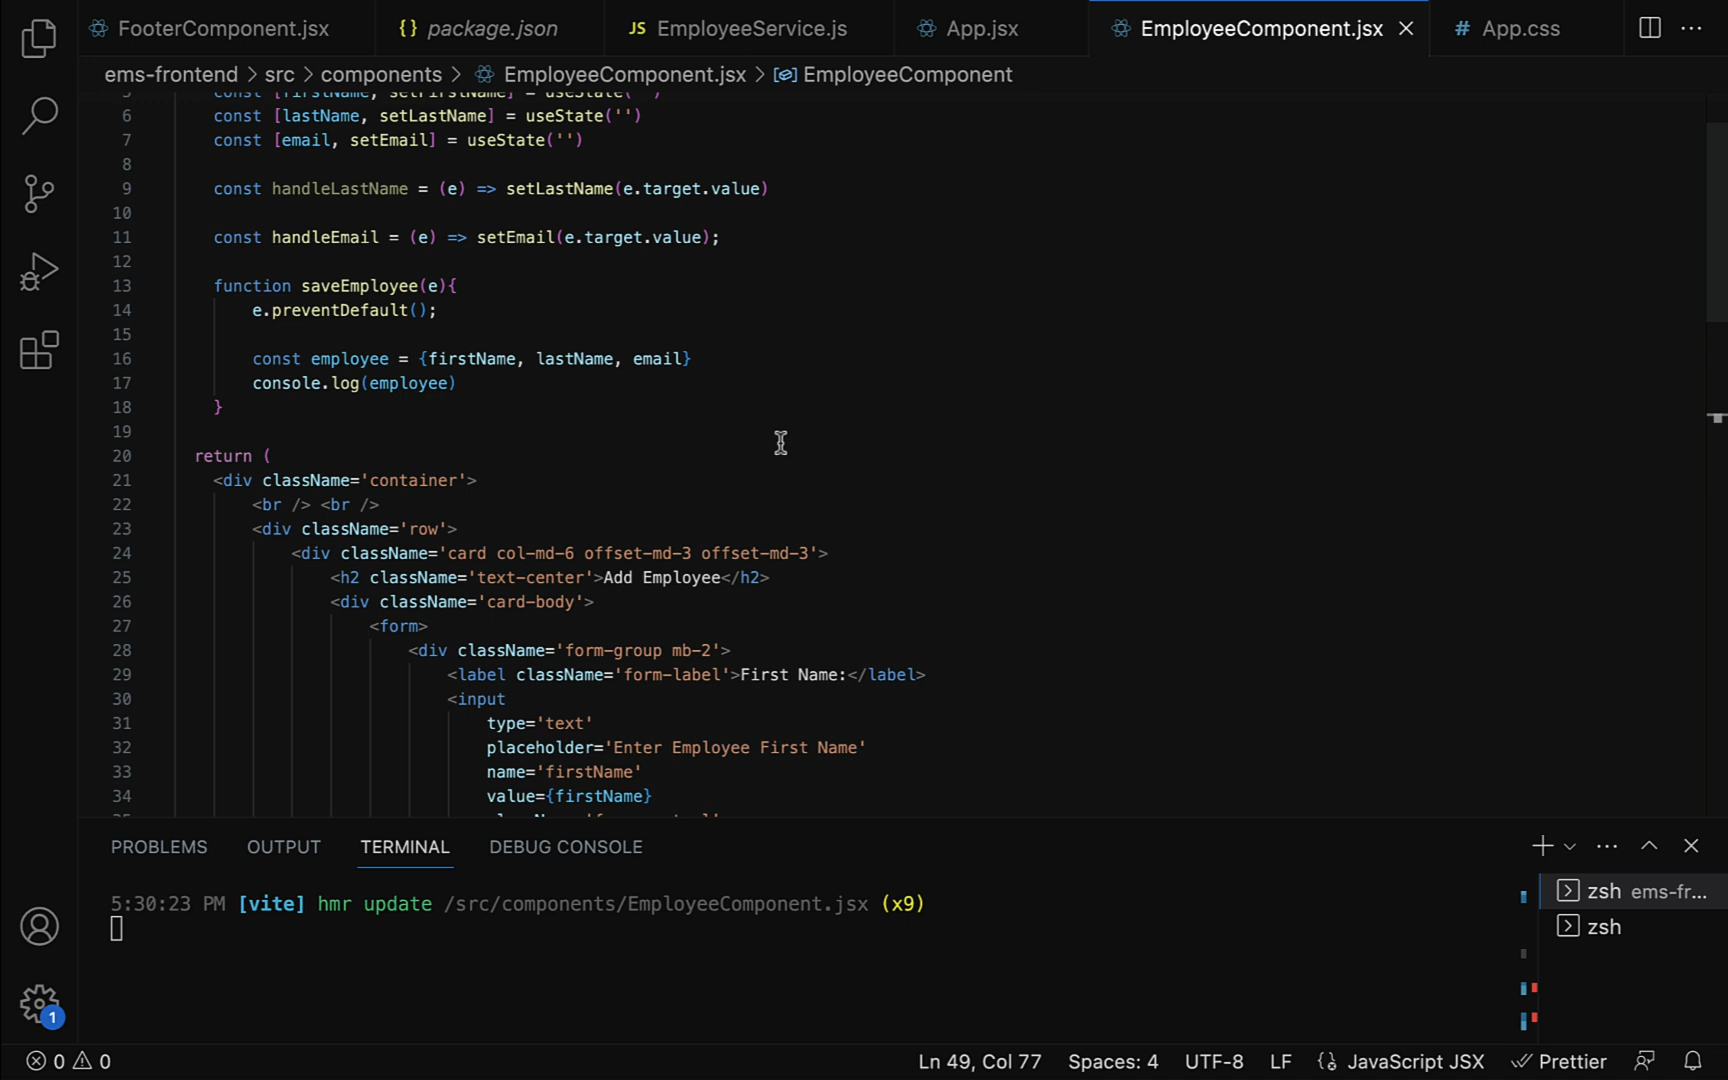 FooterComponent.jsx {} package.json JS EmployeeService.js App.jsx EmployeeComponent.jsx # App.css
ems-frontend > src > components > EmployeeComponent.jsx > EmployeeComponent
5 const [firstName, setFirstName] = useState('')
6 const [lastName, setLastName] = useState('')
7 const [email, setEmail] = useState('')
8
9 const handleLastName = (e) => setLastName(e.target.value)
10
11 const handleEmail = (e) => setEmail(e.target.value);
12
13 function saveEmployee(e){
14 e.preventDefault();
15
16 const employee = {firstName, lastName, email}
17 console.log(employee)
18 }
19
20 return (
21 <div className='container'>
22 <br /> <br />
23 <div className='row'>
24 <div className='card col-md-6 offset-md-3 offset-md-3'>
25 <h2 className='text-center'>Add Employee</h2>
26 <div className='card-body'>
27 <form>
28 <div className='form-group mb-2'>
29 <label className='form-label'>First Name:</label>
30 <input
31 type='text'
32 placeholder='Enter Employee First Name'
33 name='firstName'
34 value={firstName}
PROBLEMS OUTPUT TERMINAL DEBUG CONSOLE
5:30:23 PM [vite] hmr update /src/components/EmployeeComponent.jsx (x9)
zsh ems-fr...
zsh
1
0 0 Ln 49, Col 77 Spaces: 4 UTF-8 LF {} JavaScript JSX Prettier